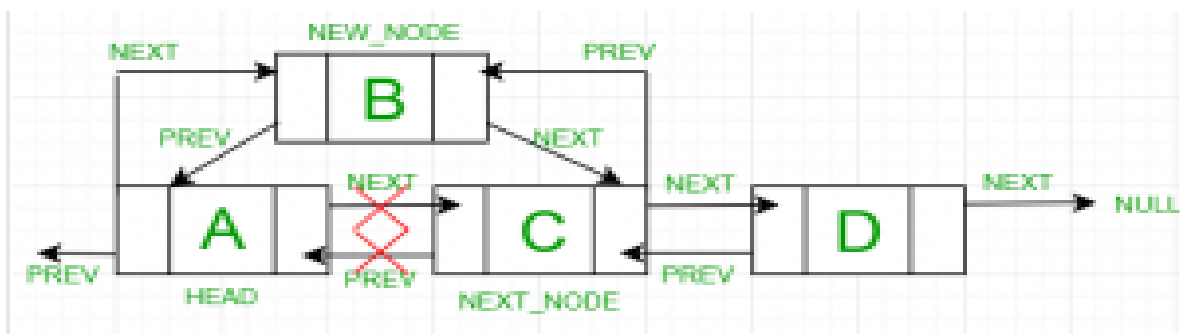 NEW_NODE
NEXT
PREV
B
PREV
NEXT
NEXT
NEXT
NEXT
A
C
D
NULL
PREV
PREV
PREV
HEAD
NEXT_NODE